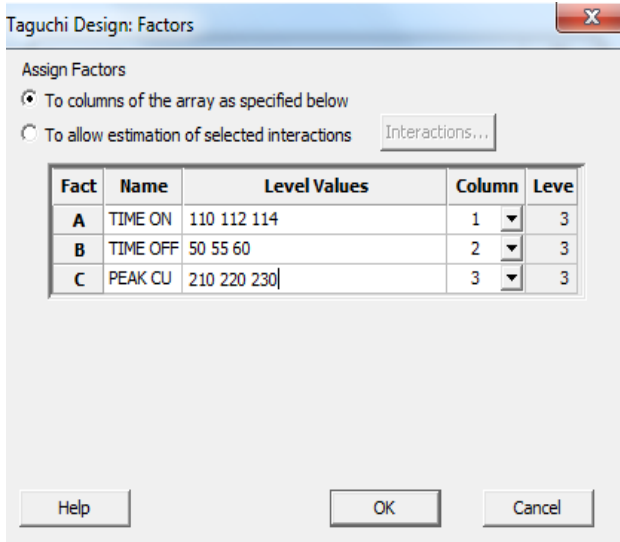 Taguchi Design: Factors
x
Assign Factors
To columns of the array as specified below
To allow estimation of selected interactions Interactions...
Fact Name Level Values Column Leve
A TIME ON 110 112 114 1 3
B TIME OFF 50 55 60 2 3
C PEAK CU 210 220 230 3 3
Help OK Cancel